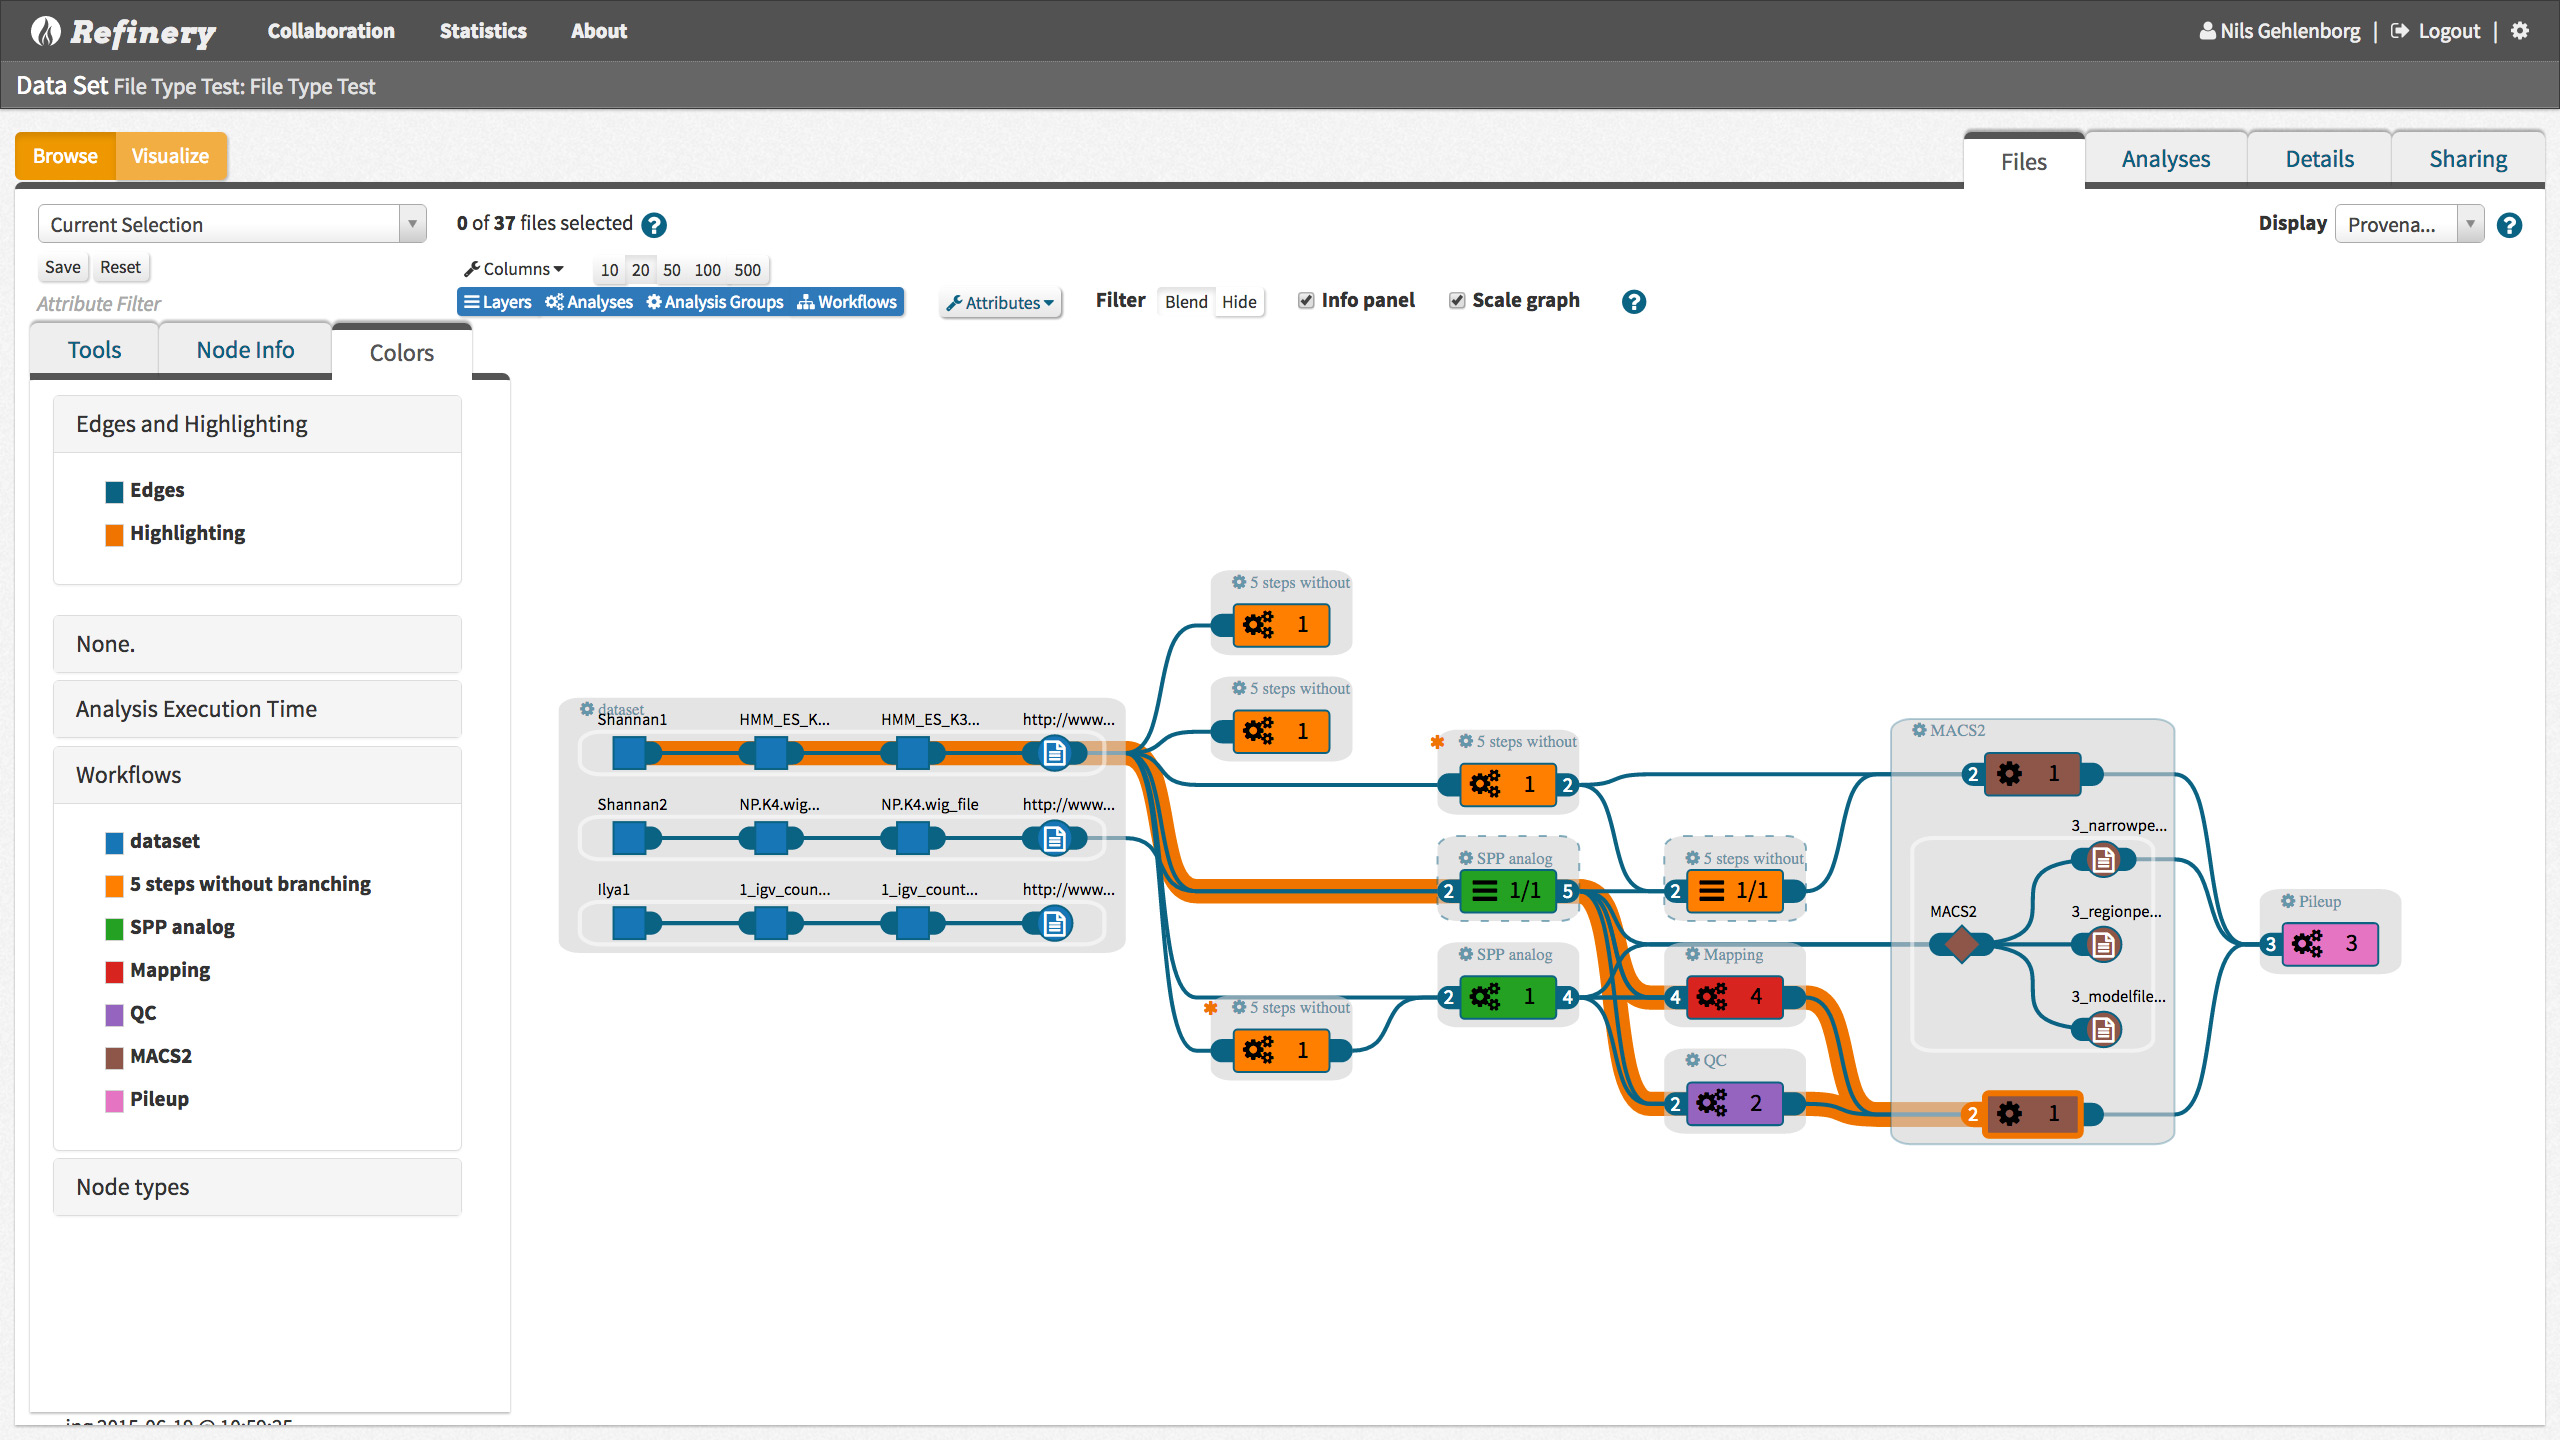 Refinery Collaboration Statistics About Nils Gehlenborg | Logout |
Data Set File Type Test: File Type Test
Browse Visualize Files Analyses Details Sharing
Current Selection 0 of 37 files selected ? Display Provena... ?
Save Reset Columns 10 20 50 100 500
Attribute Filter Layers Analyses Analysis Groups Workflows Attributes Filter Blend Hide Info panel Scale graph ?
Tools Node Info Colors
Edges and Highlighting
Edges
Highlighting
None.
Analysis Execution Time
Workflows
dataset
5 steps without branching
SPP analog
Mapping
QC
MACS2
Pileup
Node types
dataset
Shannan1 HMM_ES_K... HMM_ES_K3... http://www...
Shannan2 NP.K4.wig... NP.K4.wig_file http://www...
Ilya1 1_igv_coun... 1_igv_count... http://www...
5 steps without
1
5 steps without
1
5 steps without
1 2
SPP analog
2 1/1 5
SPP analog
2 1 4
5 steps without
1
5 steps without
2 1/1
Mapping
4 4
QC
2 2
MACS2
2 1
3_narrowpe...
MACS2 3_regionpe...
3_modelfile...
2 1
Pileup
3 3